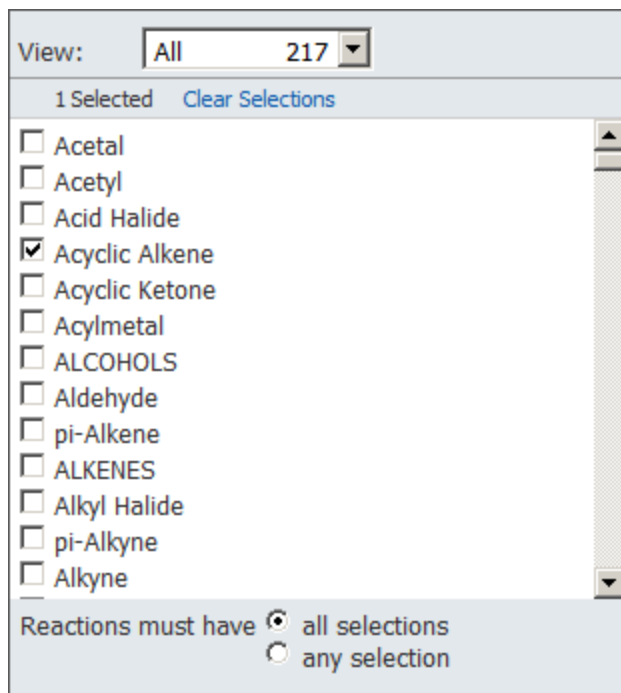 View: All 217
1 Selected Clear Selections
Acetal
Acetyl
Acid Halide
Acyclic Alkene
Acyclic Ketone
Acylmetal
ALCOHOLS
Aldehyde
pi-Alkene
ALKENES
Alkyl Halide
pi-Alkyne
Alkyne
Reactions must have all selections
any selection